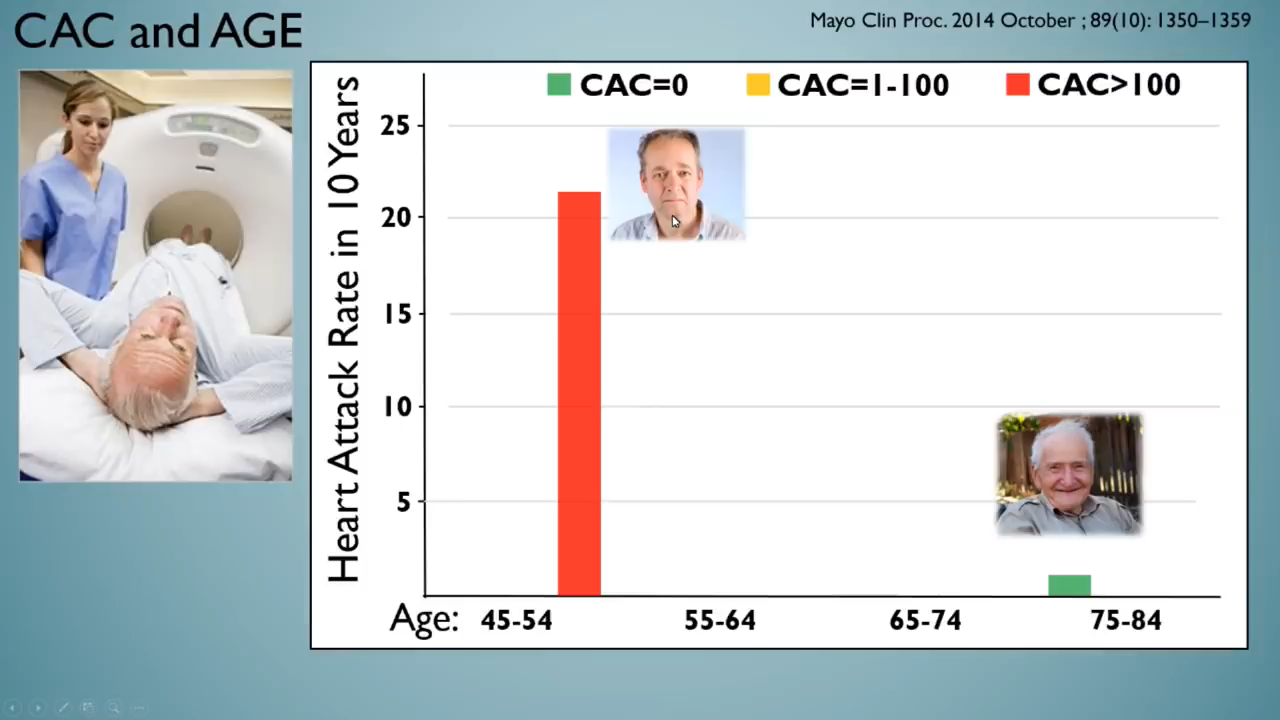 CAC and AGE
Mayo Clin Proc. 2014 October ; 89(10): 1350–1359
CAC=0
CAC=1-100
CAC>100
Heart Attack Rate in 10 Years
25
20
15
10
5
Age:
45-54
55-64
65-74
75-84